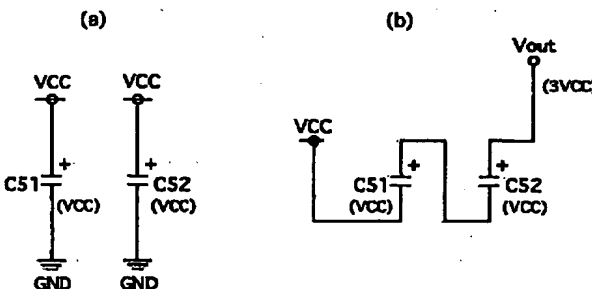 (a)
VCC VCC
+ +
C51 C52
(VCC) (VCC)
GND GND
(b)
Vout
(3VCC)
VCC
+ +
C51 C52
(VCC) (VCC)